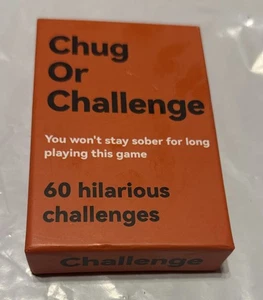 Chug
Or
Challenge
You won't stay sober for long
playing this game
60 hilarious
challenges
Challenge